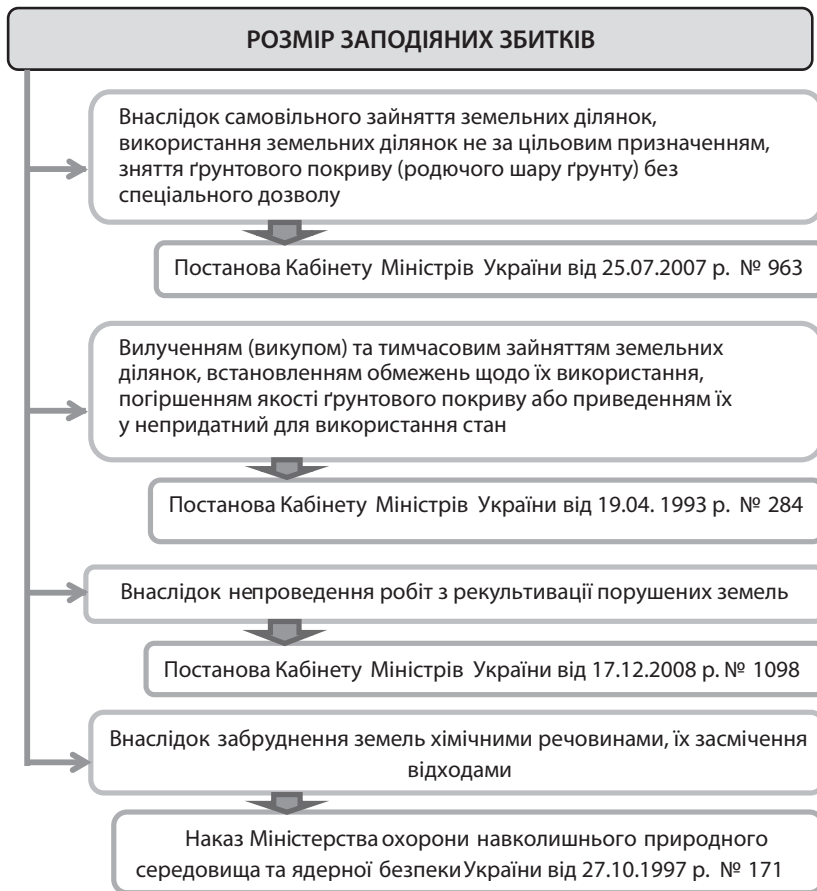 РОЗМІР ЗАПОДІЯНИХ ЗБИТКІВ
Внаслідок самовільного зайняття земельних ділянок,
використання земельних ділянок не за цільовим призначенням,
зняття ґрунтового покриву (родючого шару ґрунту) без
спеціального дозволу
Постанова Кабінету Міністрів України від 25.07.2007 р. № 963
Вилученням (викупом) та тимчасовим зайняттям земельних
ділянок, встановленням обмежень щодо їх використання,
погіршенням якості ґрунтового покриву або приведенням їх
у непридатний для використання стан
Постанова Кабінету Міністрів України від 19.04. 1993 р. № 284
Внаслідок непроведення робіт з рекультивації порушених земель
Постанова Кабінету Міністрів України від 17.12.2008 р. № 1098
Внаслідок забруднення земель хімічними речовинами, їх засмічення
відходами
Наказ Міністерства охорони навколишнього природного
середовища та ядерної безпеки України від 27.10.1997 р. № 171